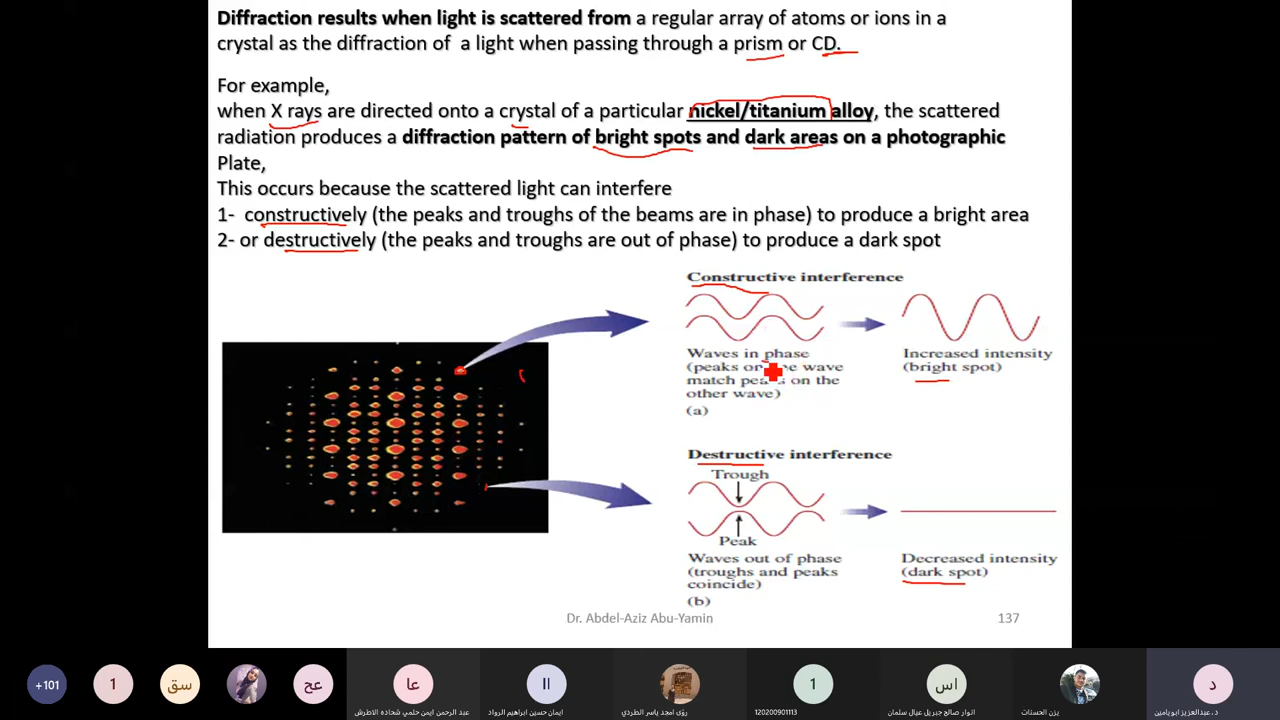 Diffraction results when light is scattered from a regular array of atoms or ions in a
crystal as the diffraction of a light when passing through a prism or CD.
For example,
when X rays are directed onto a crystal of a particular nickel/titanium alloy, the scattered
radiation produces a diffraction pattern of bright spots and dark areas on a photographic
Plate,
This occurs because the scattered light can interfere
1- constructively (the peaks and troughs of the beams are in phase) to produce a bright area
2- or destructively (the peaks and troughs are out of phase) to produce a dark spot
Constructive interference
Waves in phase
(peaks on wave
match on the
other wave)
(a)
Increased intensity
(bright spot)
Destructive interference
Trough
Peak
Waves out of phase
(troughs and peaks
coincide)
(b)
Decreased intensity
(dark spot)
Dr. Abdel-Aziz Abu-Yamin
137
+101
1
سق
عج
عا
عبد الرحمن ايمن حلمي شحاده الاطرش
اا
ايمان حسين ابراهيم الرواد
رؤى امجد ياسر الطردي
1
120200901113
اس
انوار صالح جبريل عيال سلمان
يزن الحسنات
د
د. عبدالعزيز ابويامين